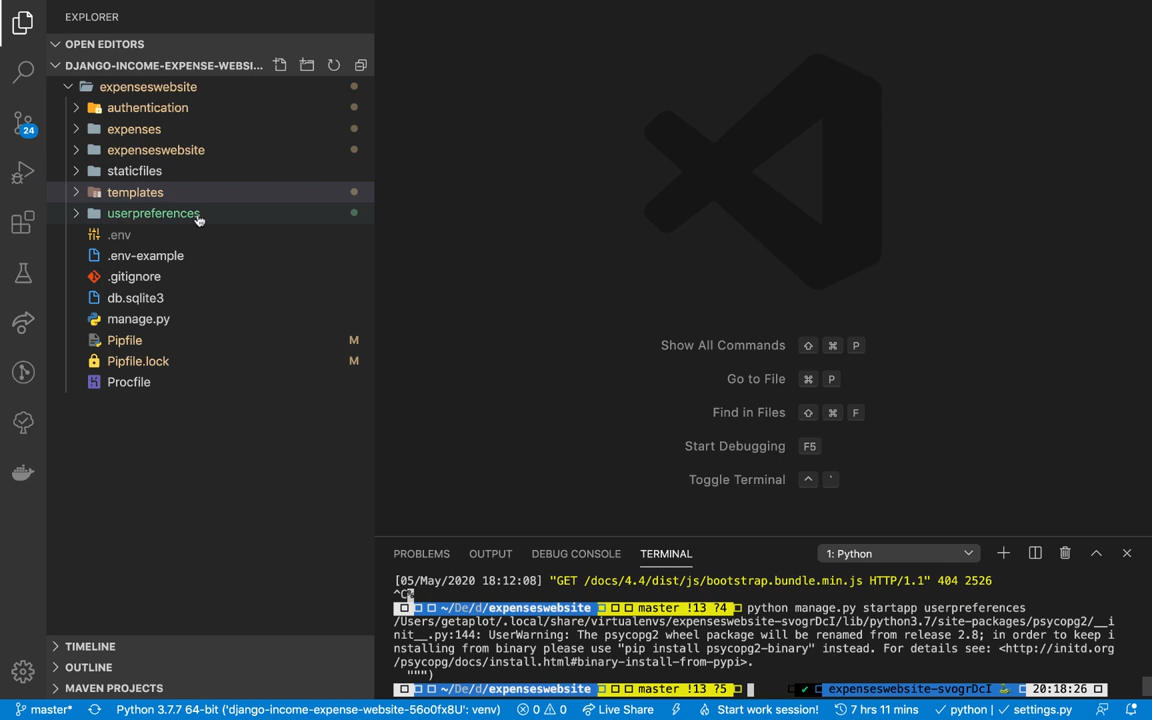 EXPLORER
OPEN EDITORS
DJANGO-INCOME-EXPENSE-WEBSI...
expenseswebsite
authentication
expenses
expenseswebsite
24
staticfiles
templates
userpreferences
.env
.env-example
.gitignore
db.sqlite3
manage.py
Pipfile M
Pipfile.lock M
Procfile
TIMELINE
OUTLINE
MAVEN PROJECTS
Show All Commands ⇧ ⌘ P
Go to File ⌘ P
Find in Files ⇧ ⌘ F
Start Debugging F5
Toggle Terminal ^ `
PROBLEMS OUTPUT DEBUG CONSOLE TERMINAL 1: Python
[05/May/2020 18:12:08] "GET /docs/4.4/dist/js/bootstrap.bundle.min.js HTTP/1.1" 404 2526
^C%
~/De/d/expenseswebsite master !13 ?4 python manage.py startapp userpreferences
/Users/getaplot/.local/share/virtualenvs/expenseswebsite-svogrDcI/lib/python3.7/site-packages/psycopg2/__i
nit__.py:144: UserWarning: The psycopg2 wheel package will be renamed from release 2.8; in order to keep i
nstalling from binary please use "pip install psycopg2-binary" instead. For details see: <http://initd.org
/psycopg/docs/install.html#binary-install-from-pypi>.
""")
~/De/d/expenseswebsite master !13 ?5 ✔ expenseswebsite-svogrDcI 20:18:26
master* Python 3.7.7 64-bit ('django-income-expense-website-56o0fx8U': venv) 0 0 Live Share Start work session! 7 hrs 11 mins python | ✓ settings.py